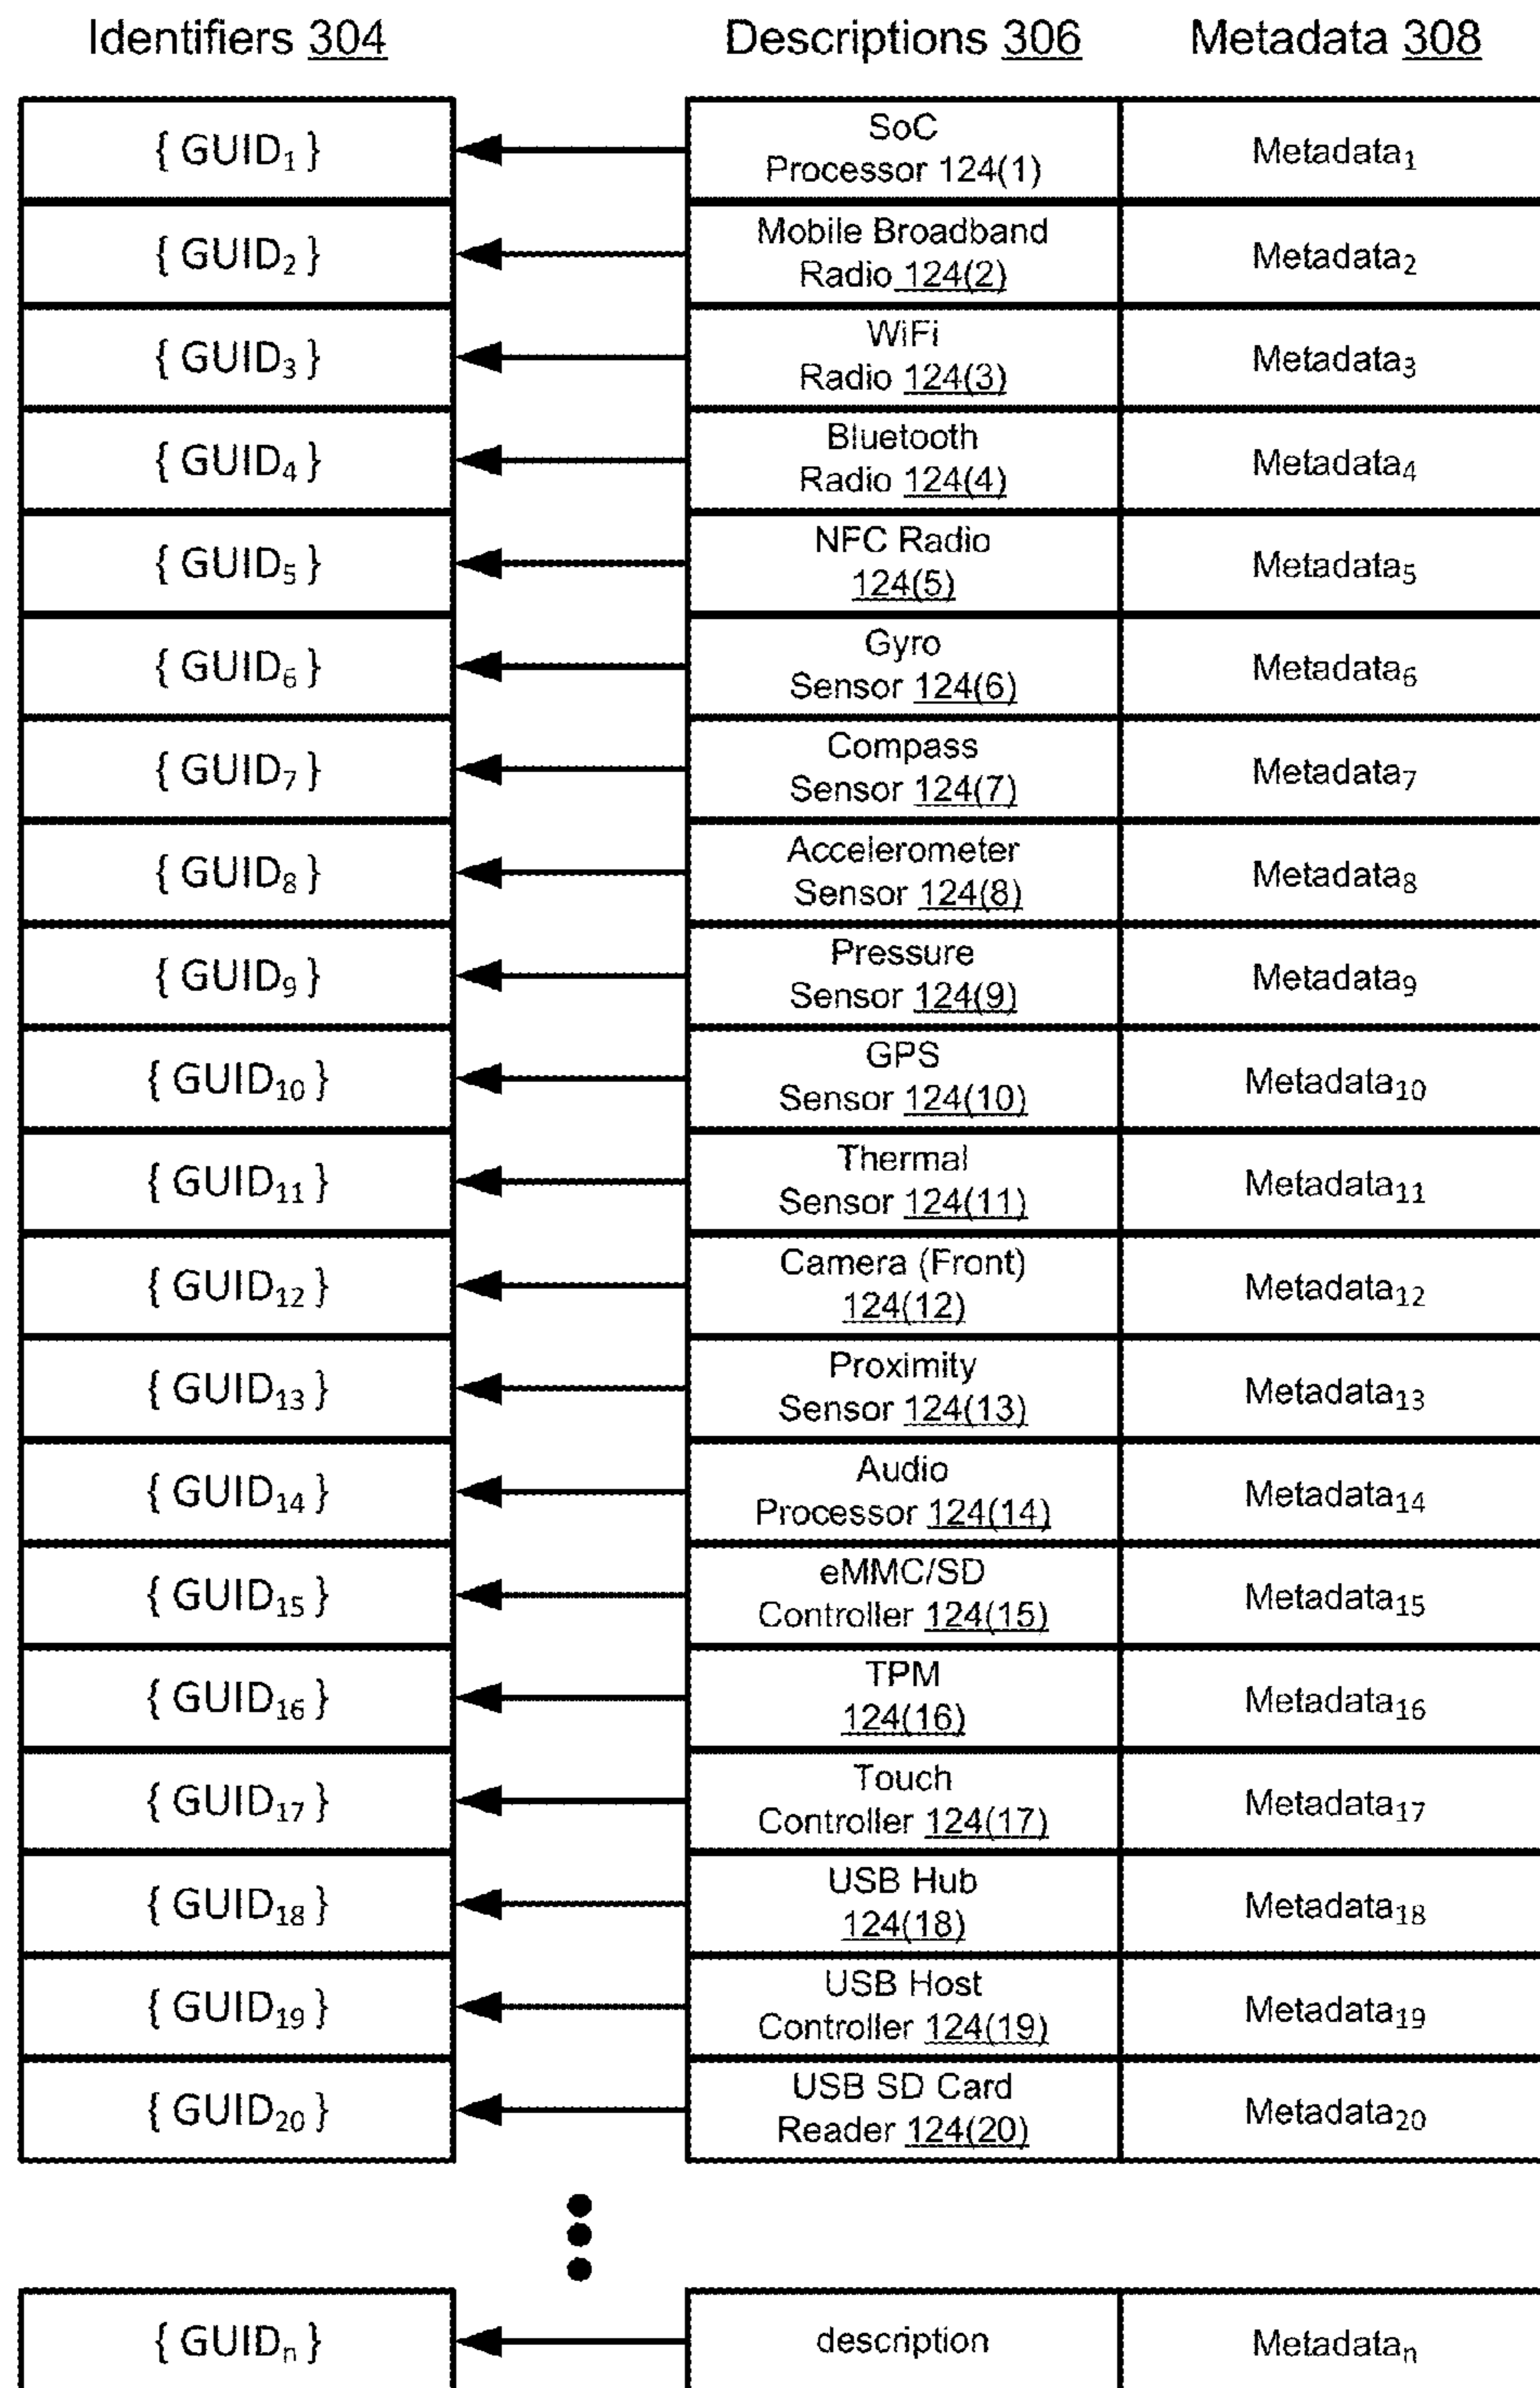 Identifiers 304 Descriptions 306 Metadata 308
{ GUID₁ } SoC Metadata₁
Processor 124(1)
{ GUID₂ } Mobile Broadband Metadata₂
Radio 124(2)
{ GUID₃ } WiFi Metadata₃
Radio 124(3)
{ GUID₄ } Bluetooth Metadata₄
Radio 124(4)
{ GUID₅ } NFC Radio Metadata₅
124(5)
{ GUID₆ } Gyro Metadata₆
Sensor 124(6)
{ GUID₇ } Compass Metadata₇
Sensor 124(7)
{ GUID₈ } Accelerometer Metadata₈
Sensor 124(8)
{ GUID₉ } Pressure Metadata₉
Sensor 124(9)
{ GUID₁₀ } GPS Metadata₁₀
Sensor 124(10)
{ GUID₁₁ } Thermal Metadata₁₁
Sensor 124(11)
{ GUID₁₂ } Camera (Front) Metadata₁₂
124(12)
{ GUID₁₃ } Proximity Metadata₁₃
Sensor 124(13)
{ GUID₁₄ } Audio Metadata₁₄
Processor 124(14)
{ GUID₁₅ } eMMC/SD Metadata₁₅
Controller 124(15)
{ GUID₁₆ } TPM Metadata₁₆
124(16)
{ GUID₁₇ } Touch Metadata₁₇
Controller 124(17)
{ GUID₁₈ } USB Hub Metadata₁₈
124(18)
{ GUID₁₉ } USB Host Metadata₁₉
Controller 124(19)
{ GUID₂₀ } USB SD Card Metadata₂₀
Reader 124(20)
{ GUIDₙ } description Metadataₙ